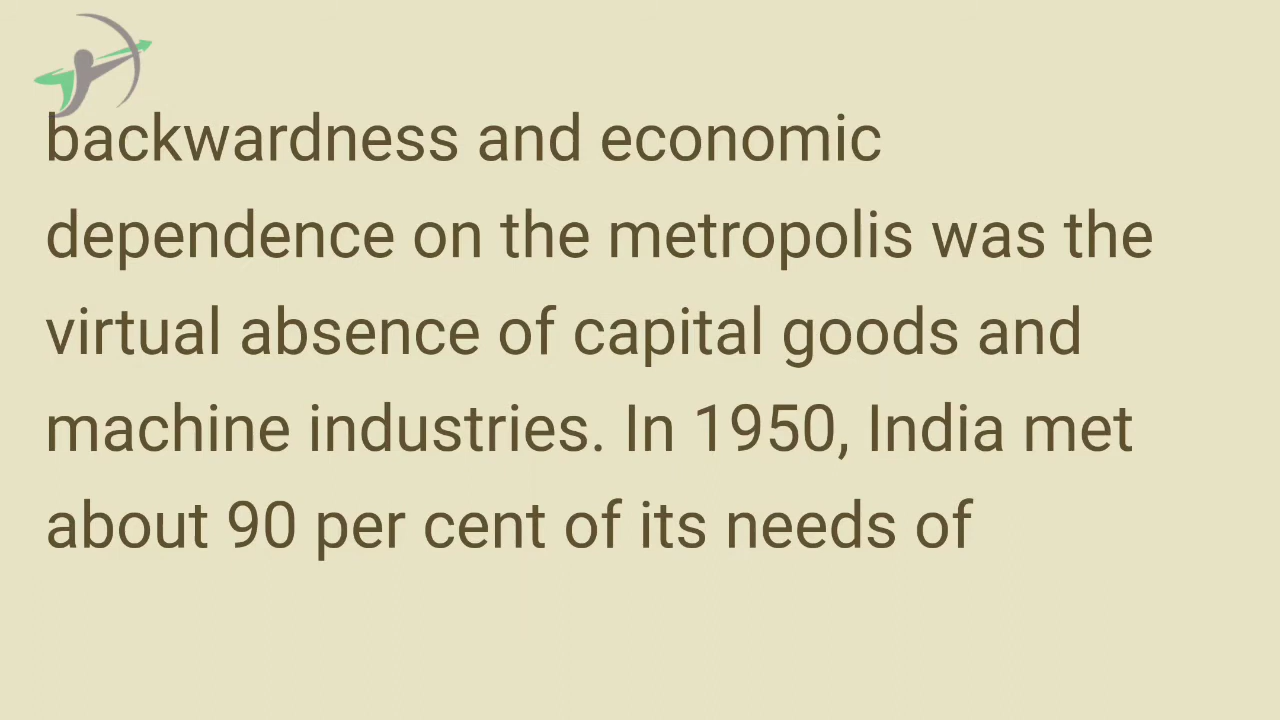 backwardness and economic
dependence on the metropolis was the
virtual absence of capital goods and
machine industries. In 1950, India met
about 90 per cent of its needs of